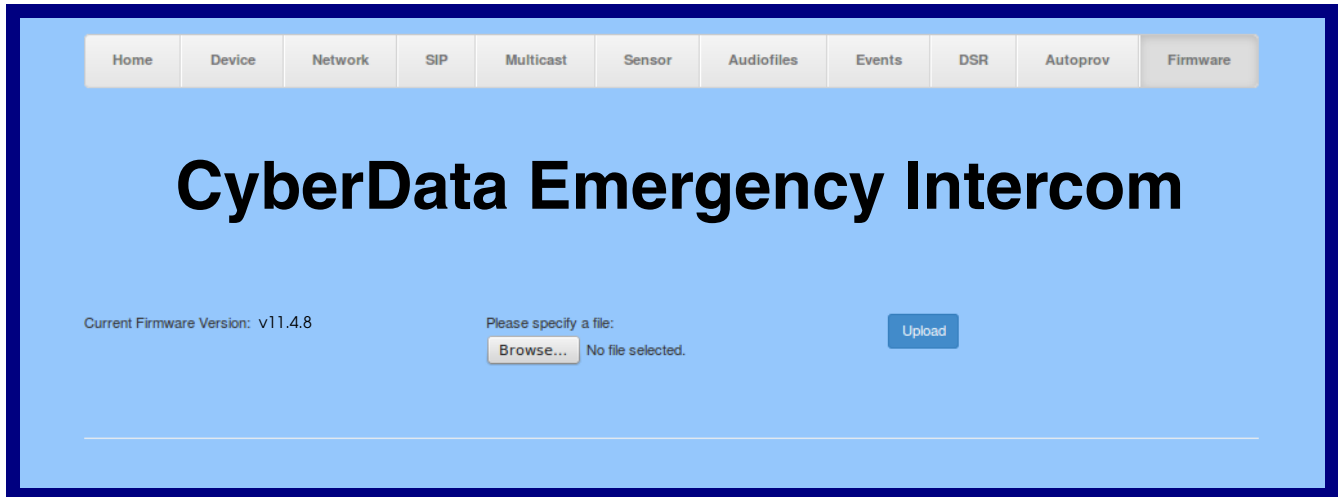 Home Device Network SIP Multicast Sensor Audiofiles Events DSR Autoprov Firmware
CyberData Emergency Intercom
Current Firmware Version: v11.4.8 Please specify a file: Upload
Browse... No file selected.